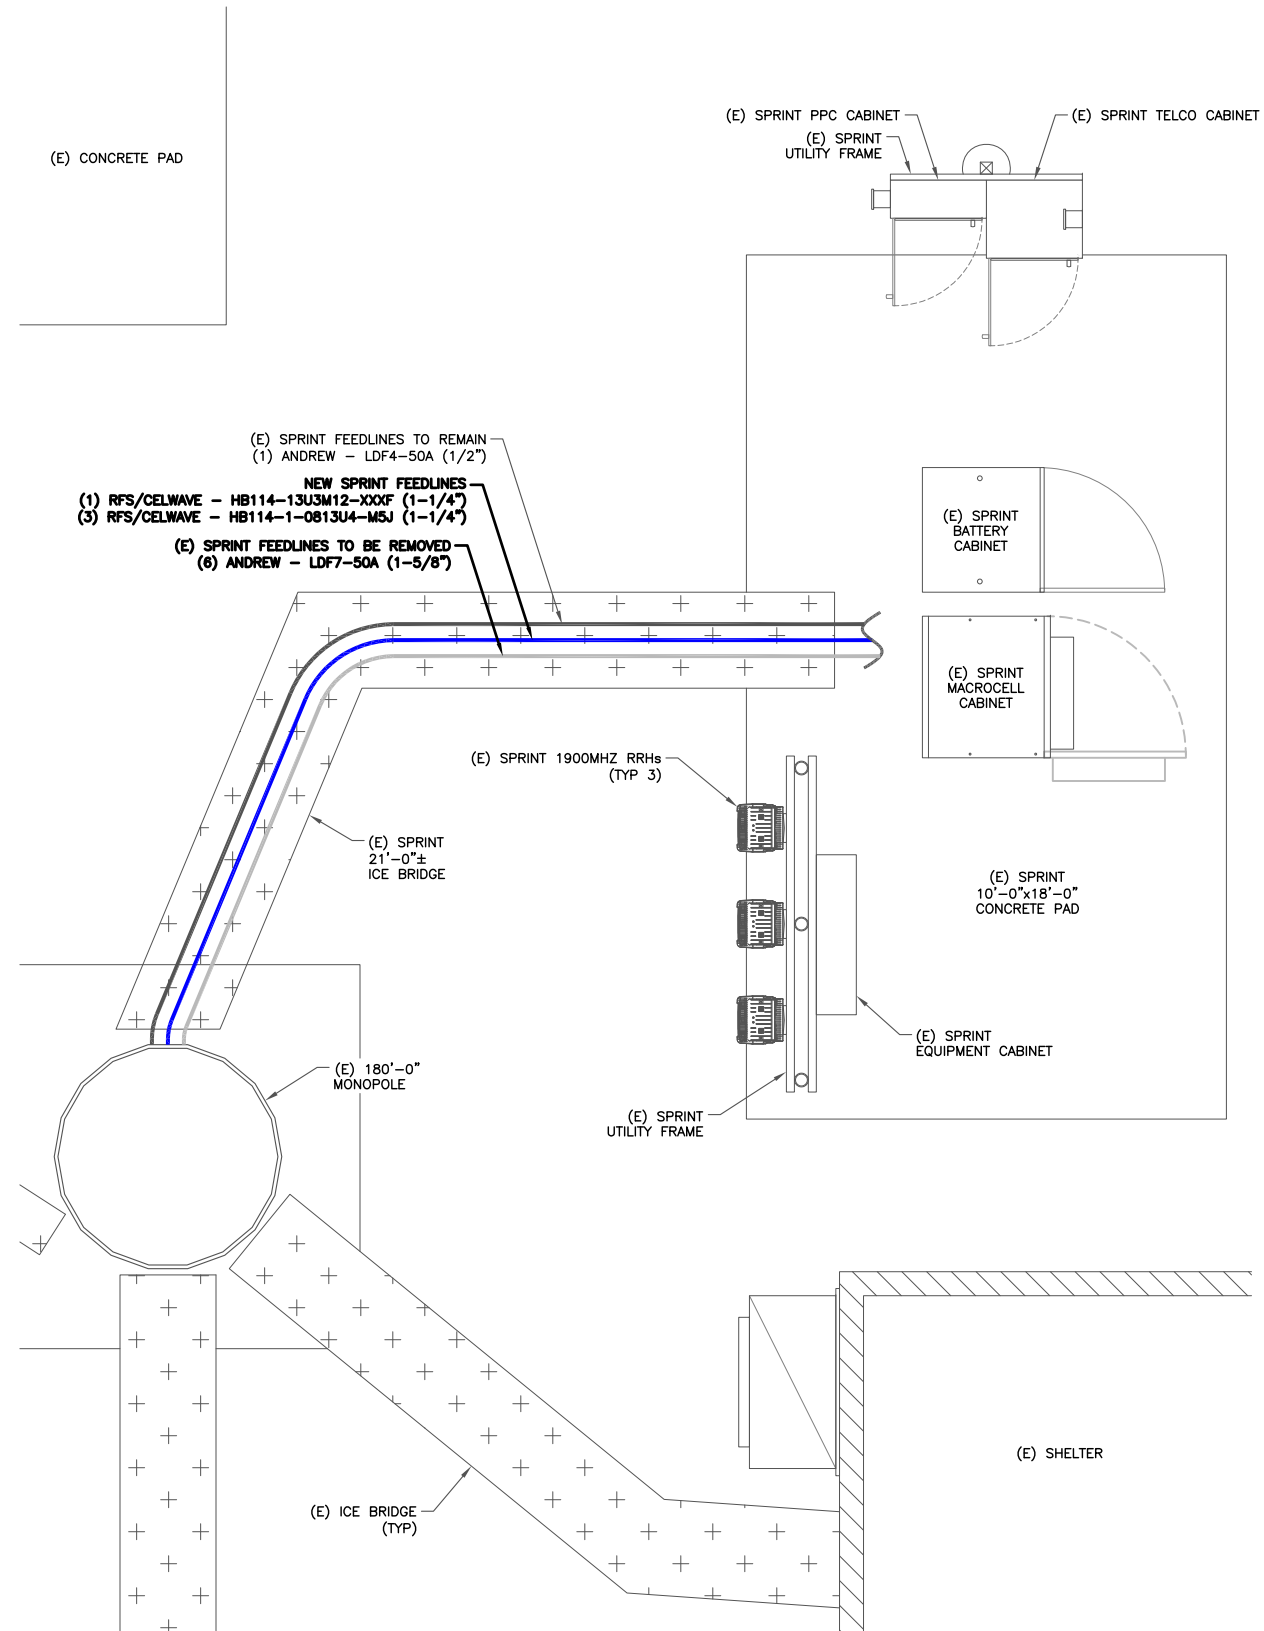 (E) CONCRETE PAD
(E) SPRINT PPC CABINET
(E) SPRINT TELCO CABINET
(E) SPRINT
UTILITY FRAME
(E) SPRINT FEEDLINES TO REMAIN
(1) ANDREW - LDF4-50A (1/2")
NEW SPRINT FEEDLINES
(1) RFS/CELWAVE - HB114-13U3M12-XXXF (1-1/4")
(3) RFS/CELWAVE - HB114-1-0813U4-M5J (1-1/4")
(E) SPRINT FEEDLINES TO BE REMOVED
(6) ANDREW - LDF7-50A (1-5/8")
(E) SPRINT
BATTERY
CABINET
(E) SPRINT
MACROCELL
CABINET
(E) SPRINT 1900MHZ RRHs
(TYP 3)
(E) SPRINT
21'-0"±
ICE BRIDGE
(E) SPRINT
10'-0"x18'-0"
CONCRETE PAD
(E) SPRINT
EQUIPMENT CABINET
(E) 180'-0"
MONOPOLE
(E) SPRINT
UTILITY FRAME
(E) SHELTER
(E) ICE BRIDGE
(TYP)